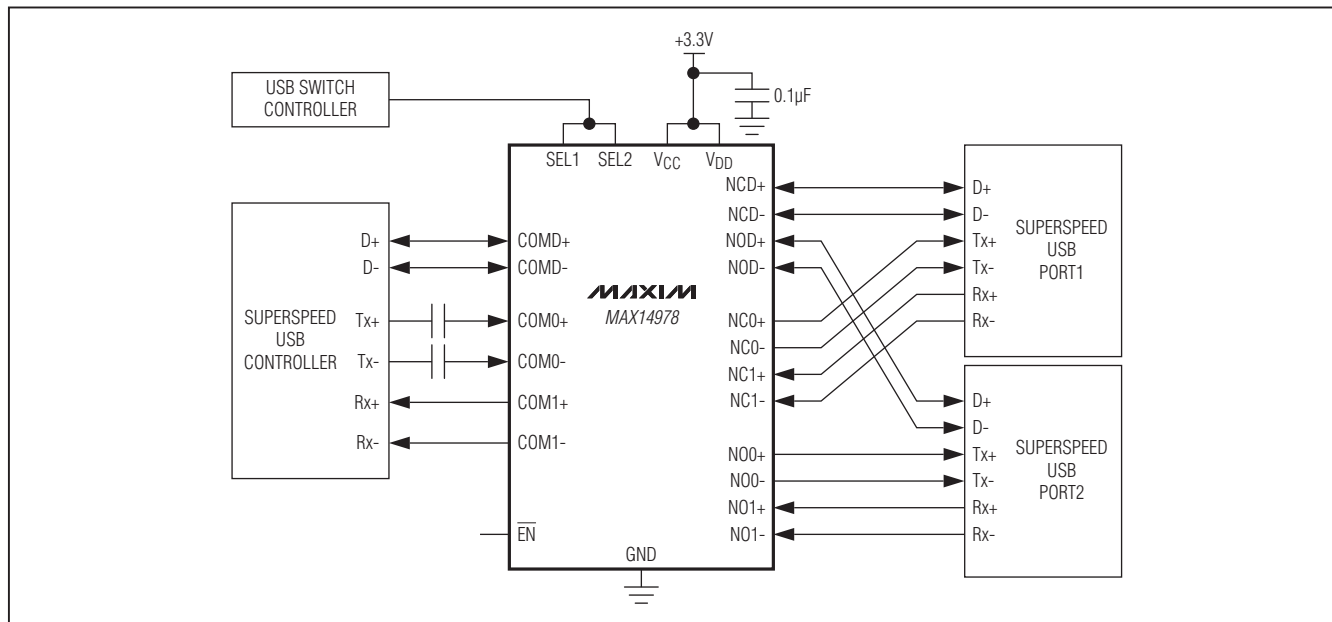 +3.3V
0.1µF
USB SWITCH
CONTROLLER
SEL1 SEL2 VCC VDD
SUPERSPEED
USB
CONTROLLER
D+
D-
Tx+
Tx-
Rx+
Rx-
COMD+
COMD-
COM0+
COM0-
COM1+
COM1-
EN
MAXIM
MAX14978
GND
NCD+
NCD-
NOD+
NOD-
NC0+
NC0-
NC1+
NC1-
NO0+
NO0-
NO1+
NO1-
D+
D-
Tx+
Tx-
Rx+
Rx-
SUPERSPEED
USB
PORT1
D+
D-
Tx+
Tx-
Rx+
Rx-
SUPERSPEED
USB
PORT2